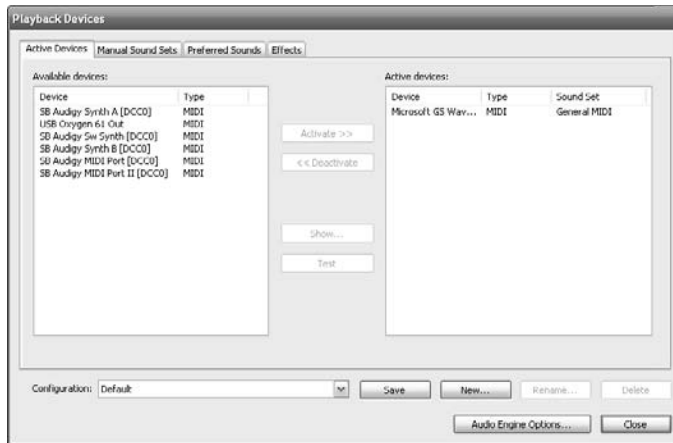 Playback Devices
Active Devices Manual Sound Sets Preferred Sounds Effects
Available devices: Active devices:
Device Type Device Type Sound Set
SB Audigy Synth A [DCC0] MIDI Microsoft GS Wav... MIDI General MIDI
USB Oxygen 61 Out MIDI
SB Audigy Sw Synth [DCC0] MIDI
SB Audigy Synth B [DCC0] MIDI
SB Audigy MIDI Port [DCC0] MIDI
SB Audigy MIDI Port II [DCC0] MIDI
Activate >>
<< Deactivate
Show...
Test
Configuration: Default Save New... Rename... Delete
Audio Engine Options... Close